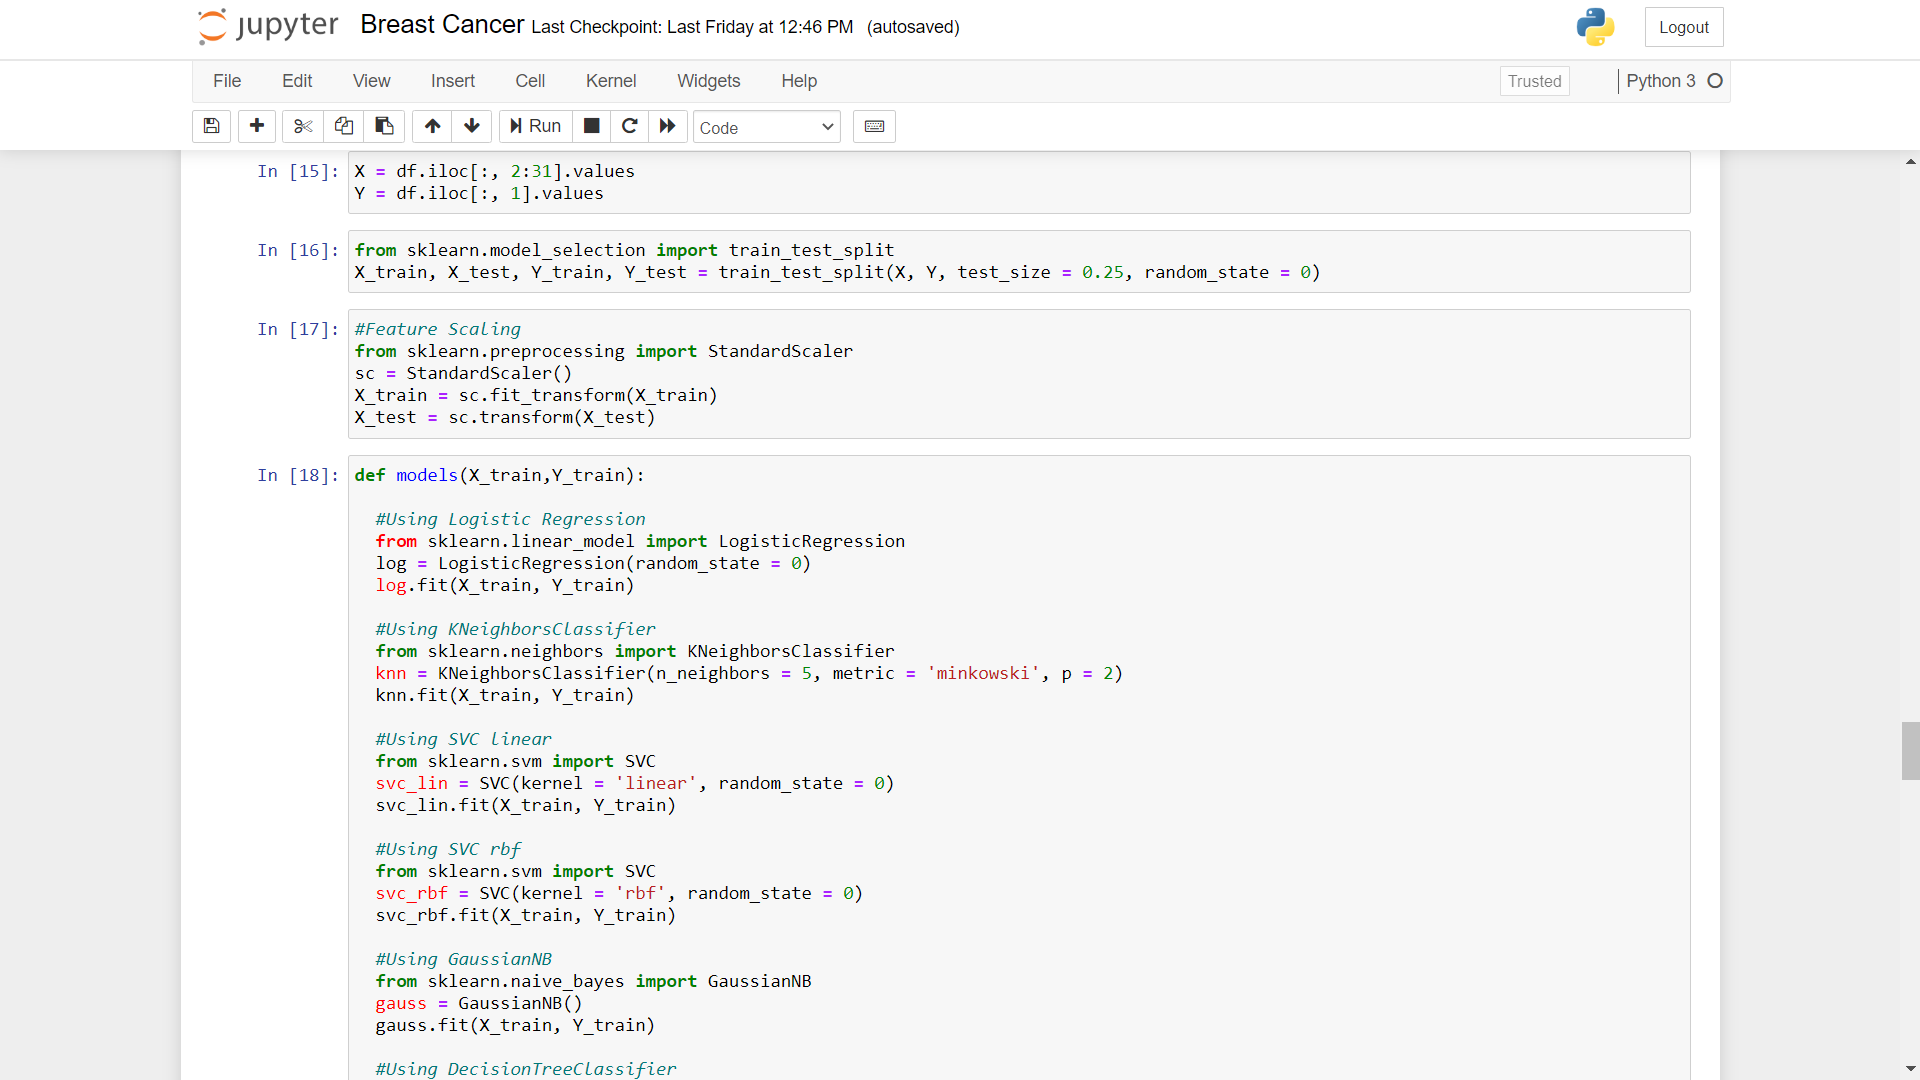 jupyter Breast Cancer Last Checkpoint: Last Friday at 12:46 PM (autosaved) Logout
File Edit View Insert Cell Kernel Widgets Help Trusted Python 3
Run Code
In [15]: X = df.iloc[:, 2:31].values
Y = df.iloc[:, 1].values
In [16]: from sklearn.model_selection import train_test_split
X_train, X_test, Y_train, Y_test = train_test_split(X, Y, test_size = 0.25, random_state = 0)
In [17]: #Feature Scaling
from sklearn.preprocessing import StandardScaler
sc = StandardScaler()
X_train = sc.fit_transform(X_train)
X_test = sc.transform(X_test)
In [18]: def models(X_train,Y_train):
#Using Logistic Regression
from sklearn.linear_model import LogisticRegression
log = LogisticRegression(random_state = 0)
log.fit(X_train, Y_train)
#Using KNeighborsClassifier
from sklearn.neighbors import KNeighborsClassifier
knn = KNeighborsClassifier(n_neighbors = 5, metric = 'minkowski', p = 2)
knn.fit(X_train, Y_train)
#Using SVC linear
from sklearn.svm import SVC
svc_lin = SVC(kernel = 'linear', random_state = 0)
svc_lin.fit(X_train, Y_train)
#Using SVC rbf
from sklearn.svm import SVC
svc_rbf = SVC(kernel = 'rbf', random_state = 0)
svc_rbf.fit(X_train, Y_train)
#Using GaussianNB
from sklearn.naive_bayes import GaussianNB
gauss = GaussianNB()
gauss.fit(X_train, Y_train)
#Using DecisionTreeClassifier